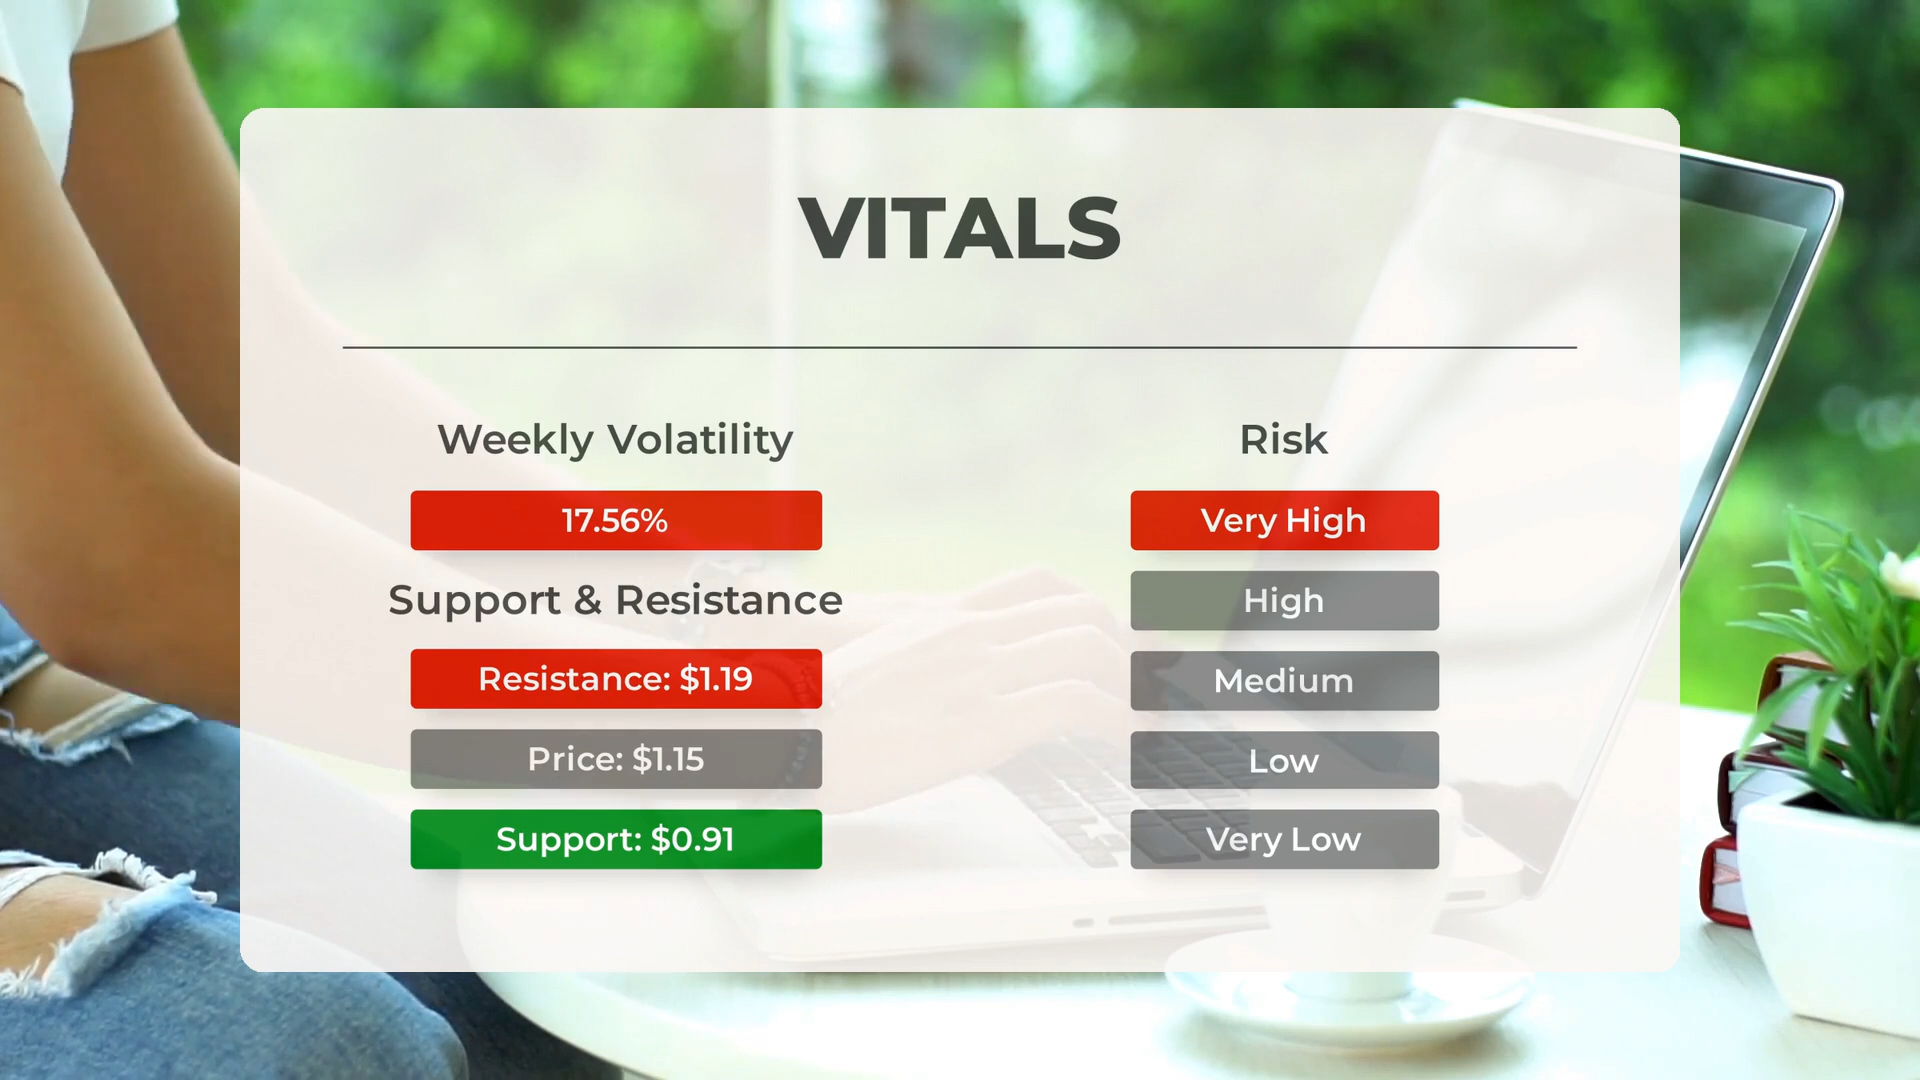 VITALS
Weekly Volatility
17.56%
Support & Resistance
Resistance: $1.19
Price: $1.15
Support: $0.91
Risk
Very High
High
Medium
Low
Very Low